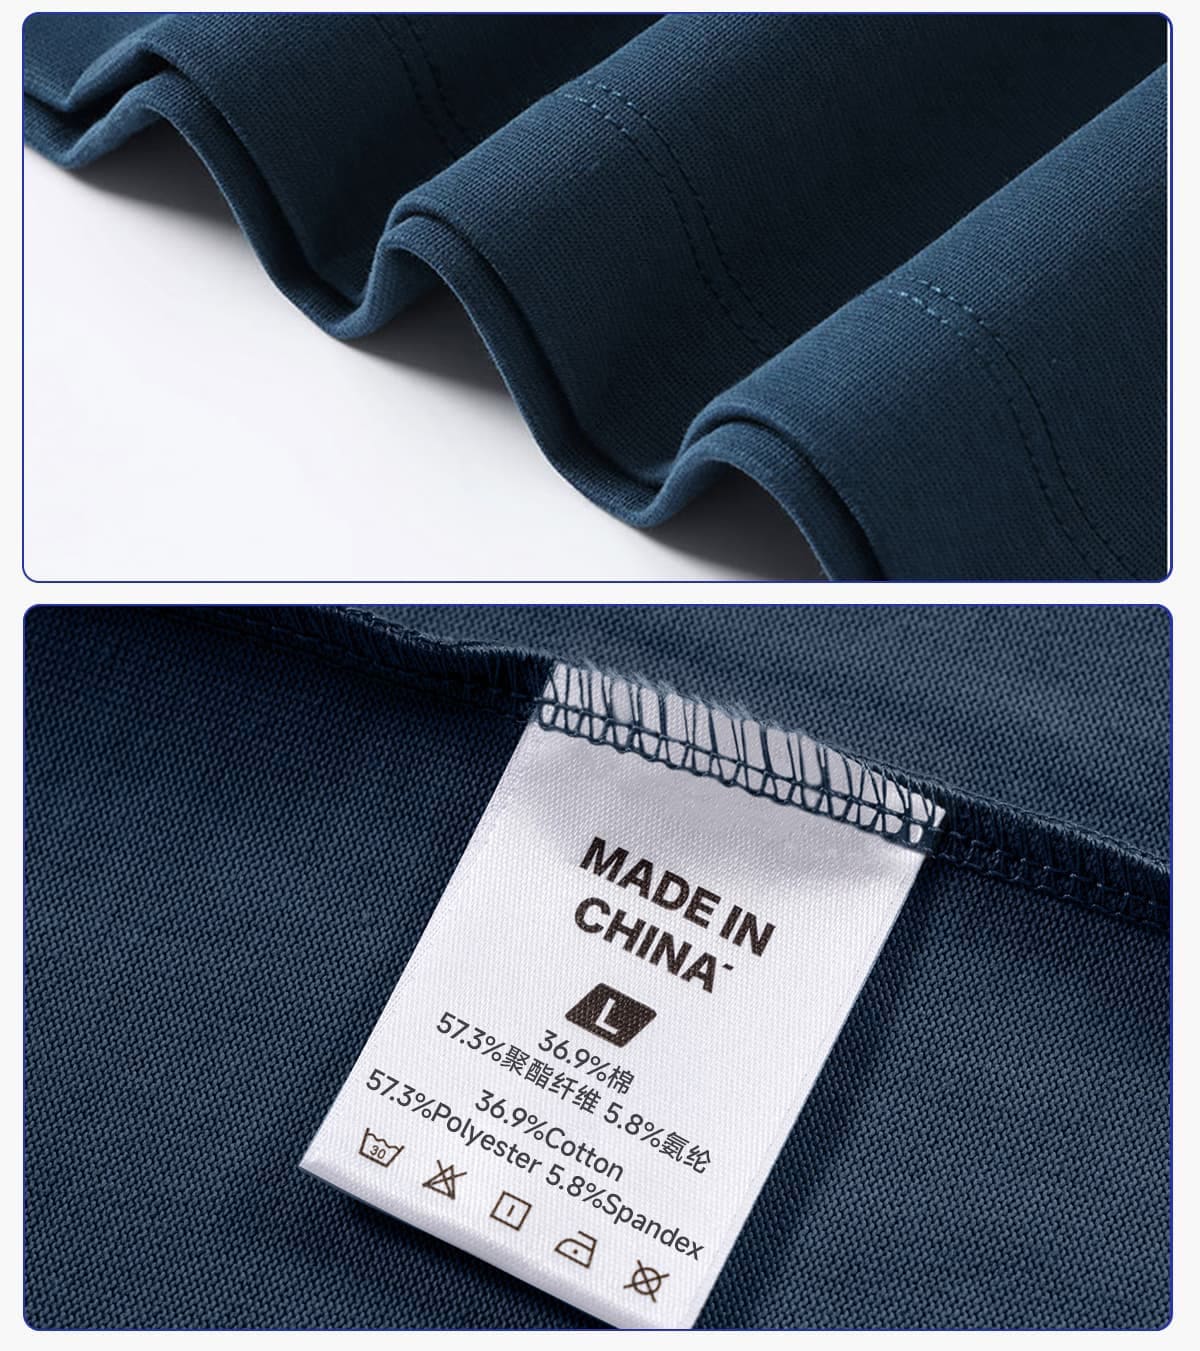 MADE IN
CHINA
L
36.9%棉
57.3%聚酯纤维 5.8%氨纶
36.9%Cotton
57.3%Polyester 5.8%Spandex
30